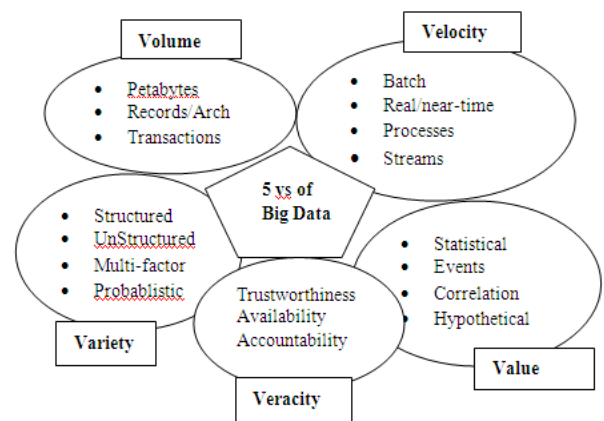 Volume
• Petabytes
• Records/Arch
• Transactions
Velocity
• Batch
• Real/near-time
• Processes
• Streams
5 vs of
Big Data
• Structured
• UnStructured
• Multi-factor
• Probablistic
Variety
Trustworthiness
Availability
Accountability
Veracity
• Statistical
• Events
• Correlation
• Hypothetical
Value